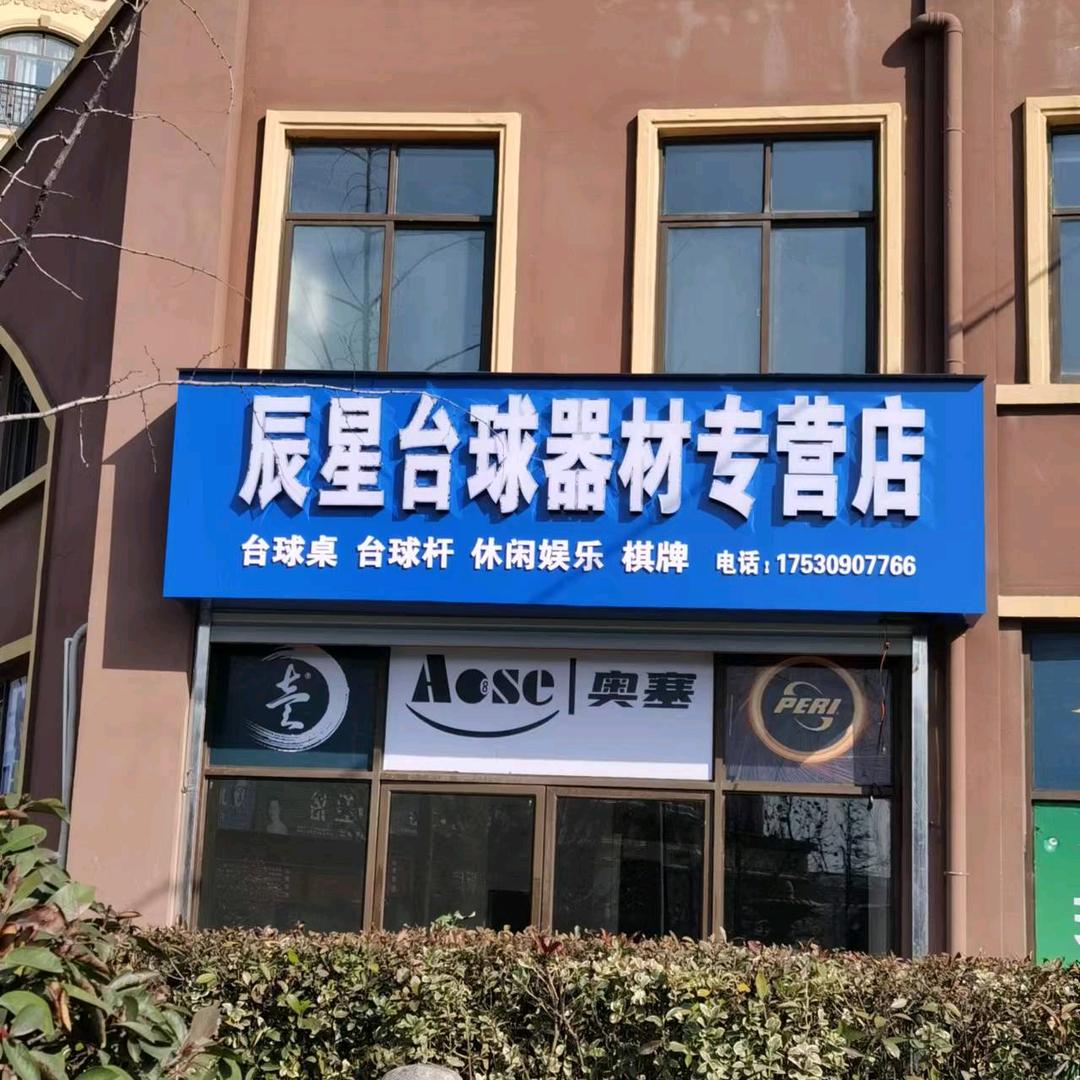 辰星台球器材专营店
台球桌 台球杆 休闲娱乐 棋牌 电话:17530907766
Aose | 奥塞
PERI